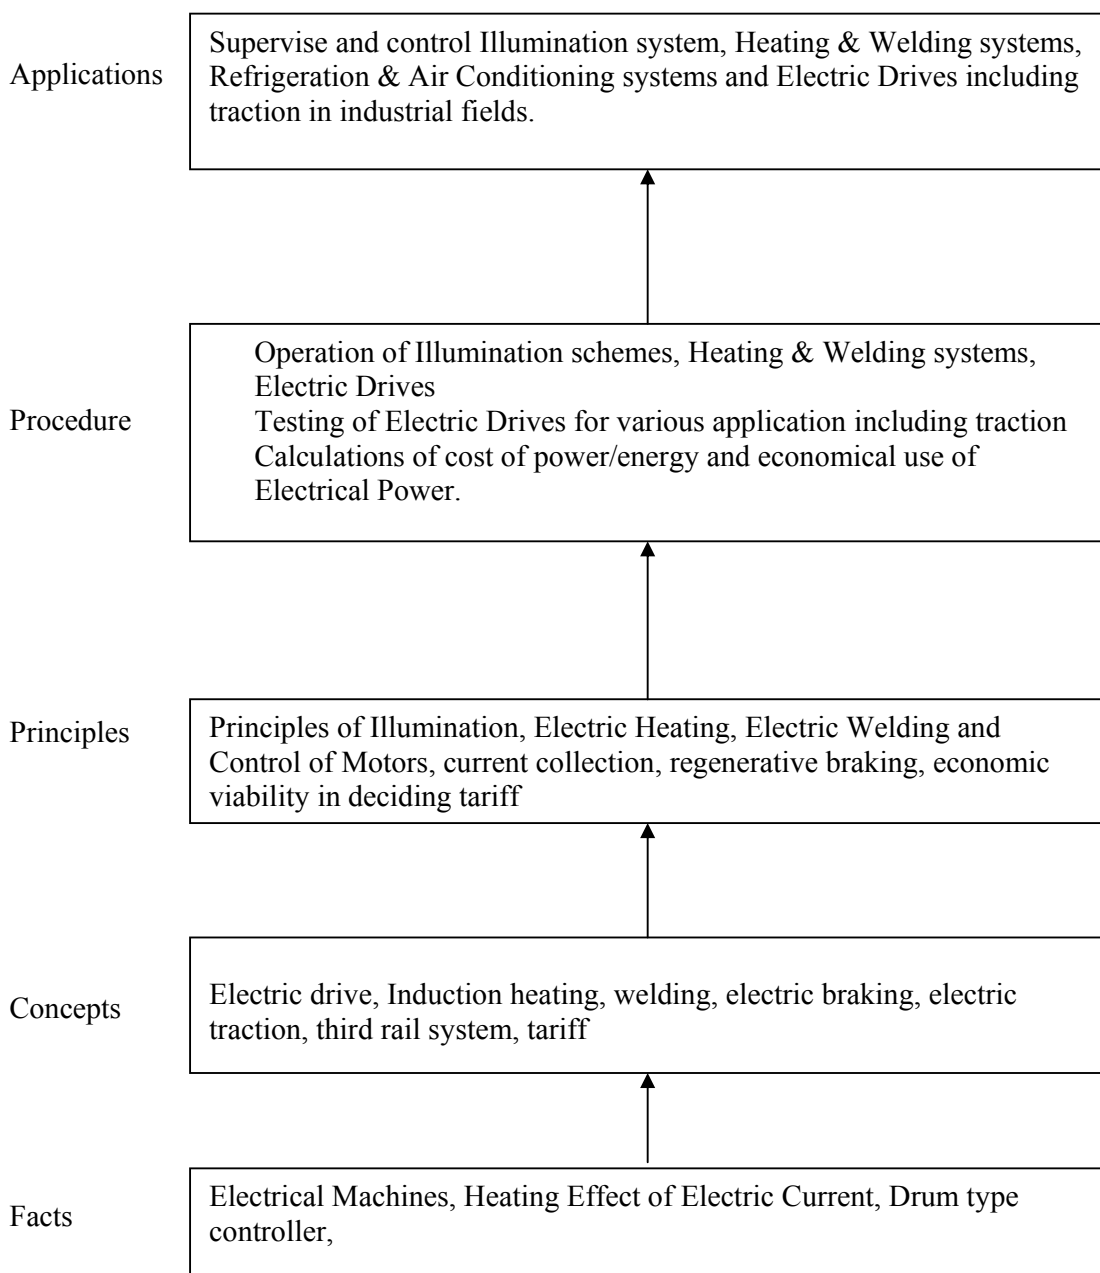 Applications
Supervise and control Illumination system, Heating & Welding systems,
Refrigeration & Air Conditioning systems and Electric Drives including
traction in industrial fields.
Procedure
Operation of Illumination schemes, Heating & Welding systems,
Electric Drives
Testing of Electric Drives for various application including traction
Calculations of cost of power/energy and economical use of
Electrical Power.
Principles
Principles of Illumination, Electric Heating, Electric Welding and
Control of Motors, current collection, regenerative braking, economic
viability in deciding tariff
Concepts
Electric drive, Induction heating, welding, electric braking, electric
traction, third rail system, tariff
Facts
Electrical Machines, Heating Effect of Electric Current, Drum type
controller,